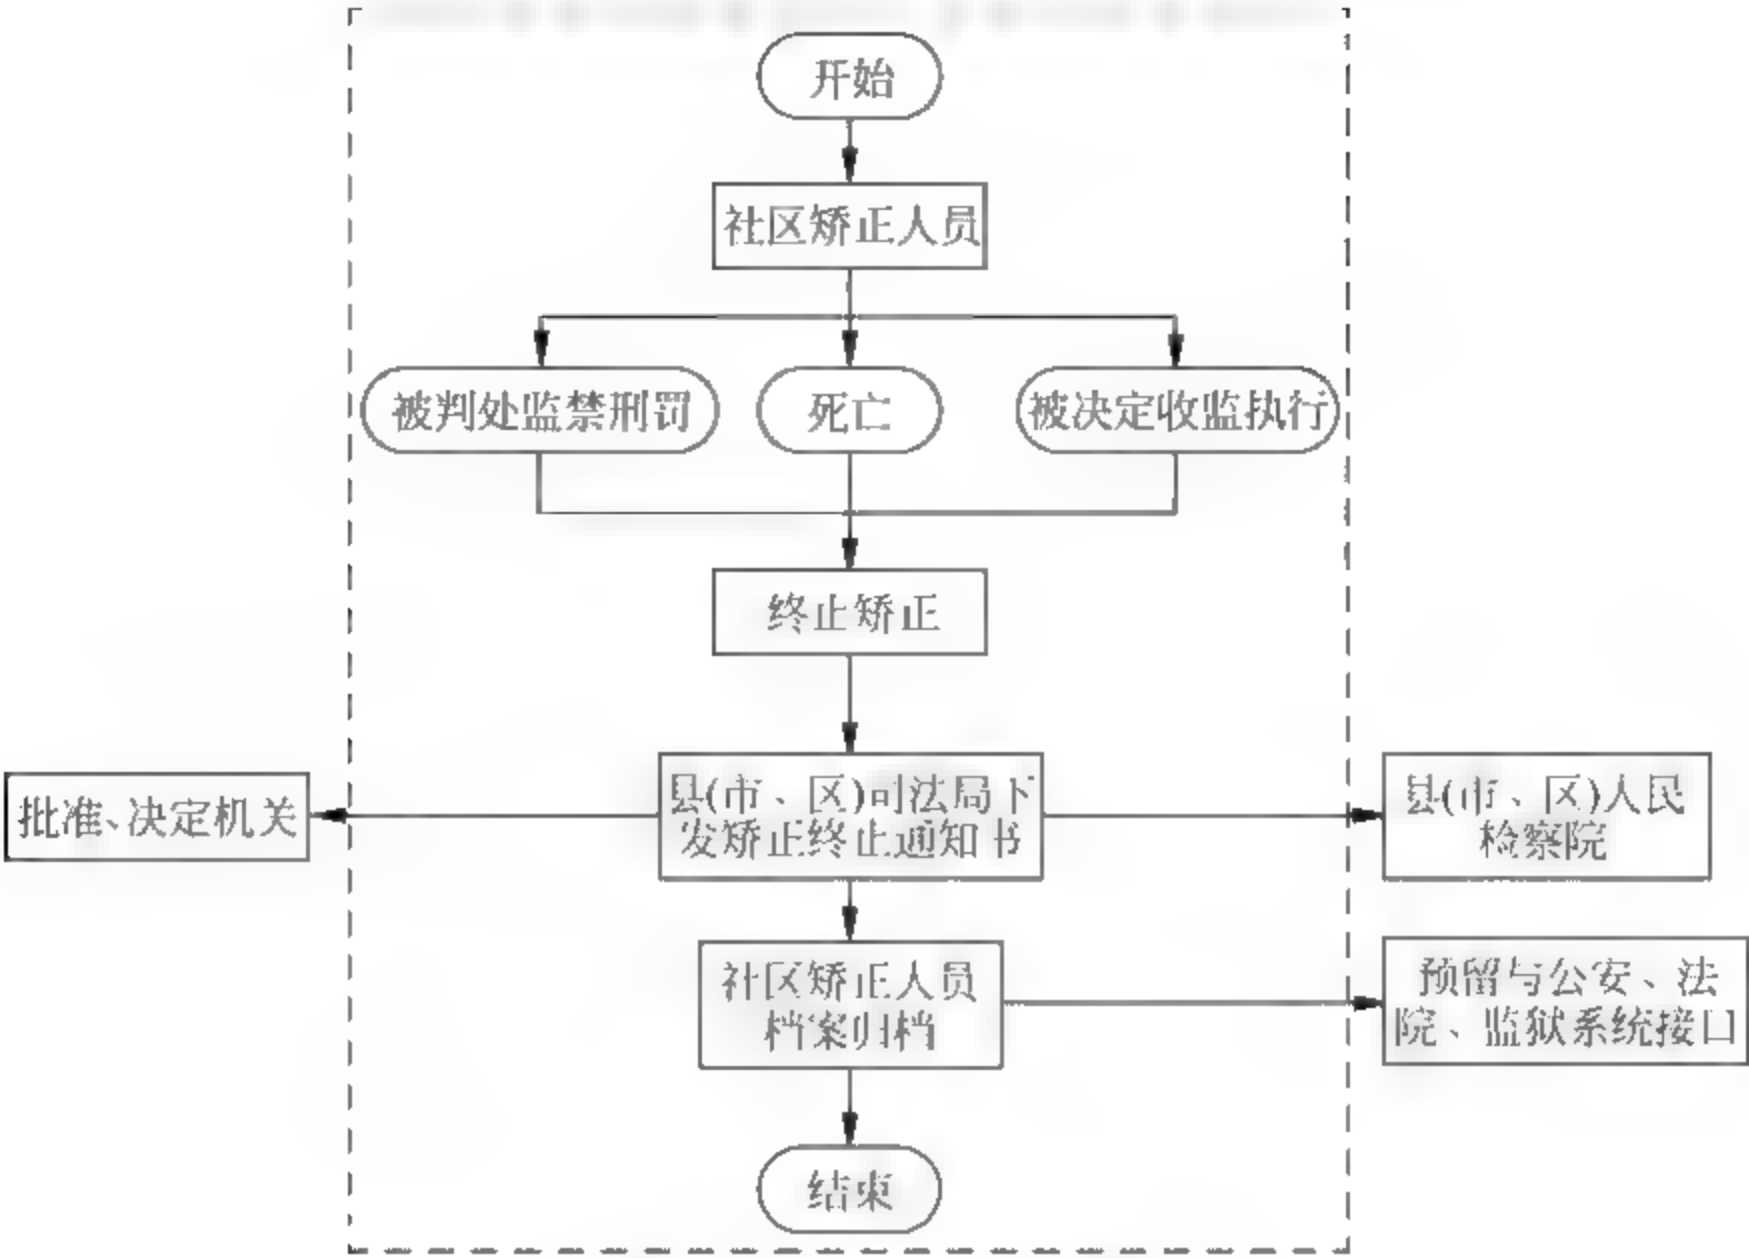 开始
社区矫正人员
被判处监禁刑罚
死亡
被决定收监执行
终止矫正
批准、决定机关
县(市、区)司法局下
发矫正终止通知书
县(市、区)人民
检察院
社区矫正人员
档案归档
预留与公安、法
院、监狱系统接口
结束